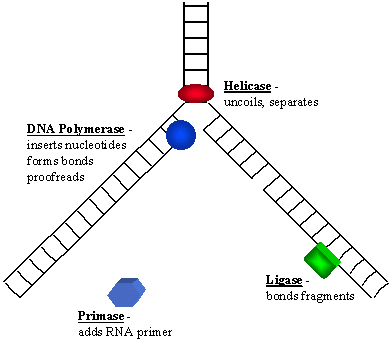 Helicase -
uncoils, separates
DNA Polymerase -
inserts nucleotides
forms bonds
proofreads
Ligase -
bonds fragments
Primase -
adds RNA primer